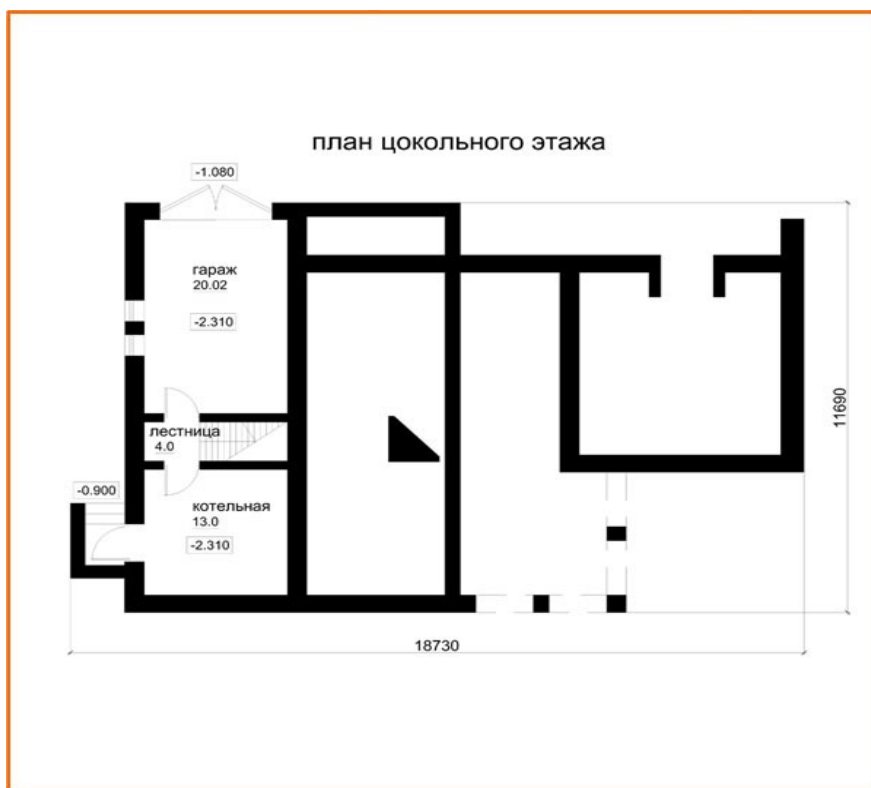 план цокольного этажа
-1.080
гараж
20.02
-2.310
лестница
4.0
-0.900
котельная
13.0
-2.310
11690
18730